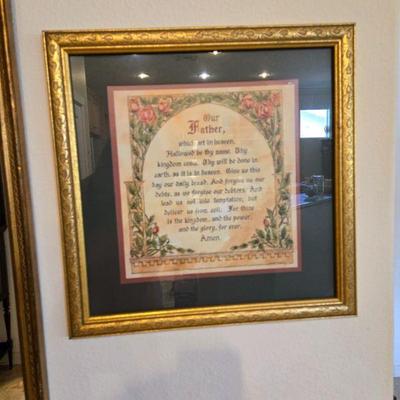 Our
Father,
which art in heaven,
Hallowed be thy name. Thy
kingdom come. Thy will be done in
earth, as it is in heaven. Give us this
day our daily bread. And forgive us our
debts, as we forgive our debtors. And
lead us not into temptation, but
deliver us from evil: For thine
is the kingdom, and the power,
and the glory, for ever.
Amen.